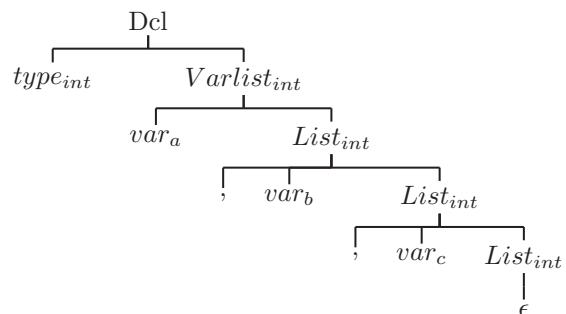 Dcl
type_int Varlist_int
var_a List_int
, var_b List_int
, var_c List_int
ϵ